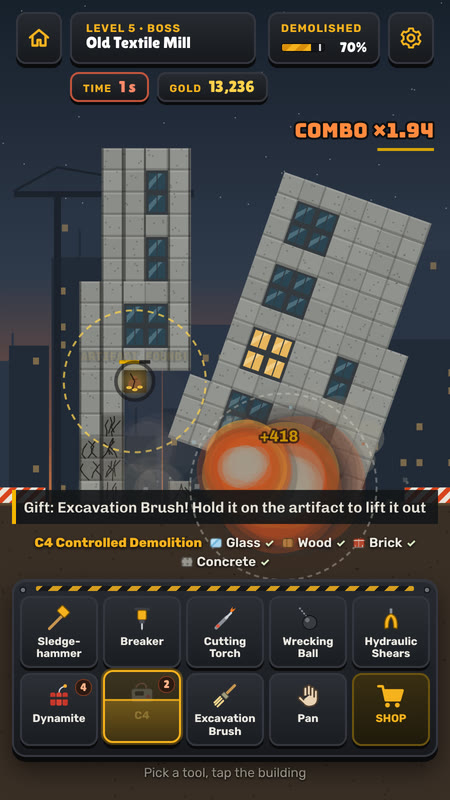 LEVEL 5 • BOSS
Old Textile Mill
DEMOLISHED
70%
TIME 1s
GOLD 13,236
COMBO ×1.94
+418
Gift: Excavation Brush! Hold it on the artifact to lift it out
C4 Controlled Demolition Glass ✓ Wood ✓ Brick ✓
Concrete ✓
Sledge-
hammer
Breaker
Cutting
Torch
Wrecking
Ball
Hydraulic
Shears
4
Dynamite
2
C4
Excavation
Brush
Pan
SHOP
Pick a tool, tap the building